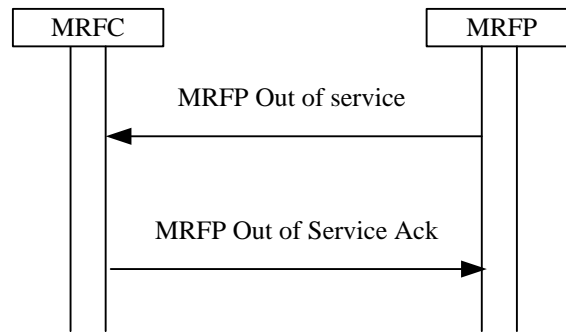 MRFC
MRFP
MRFP Out of service
MRFP Out of Service Ack